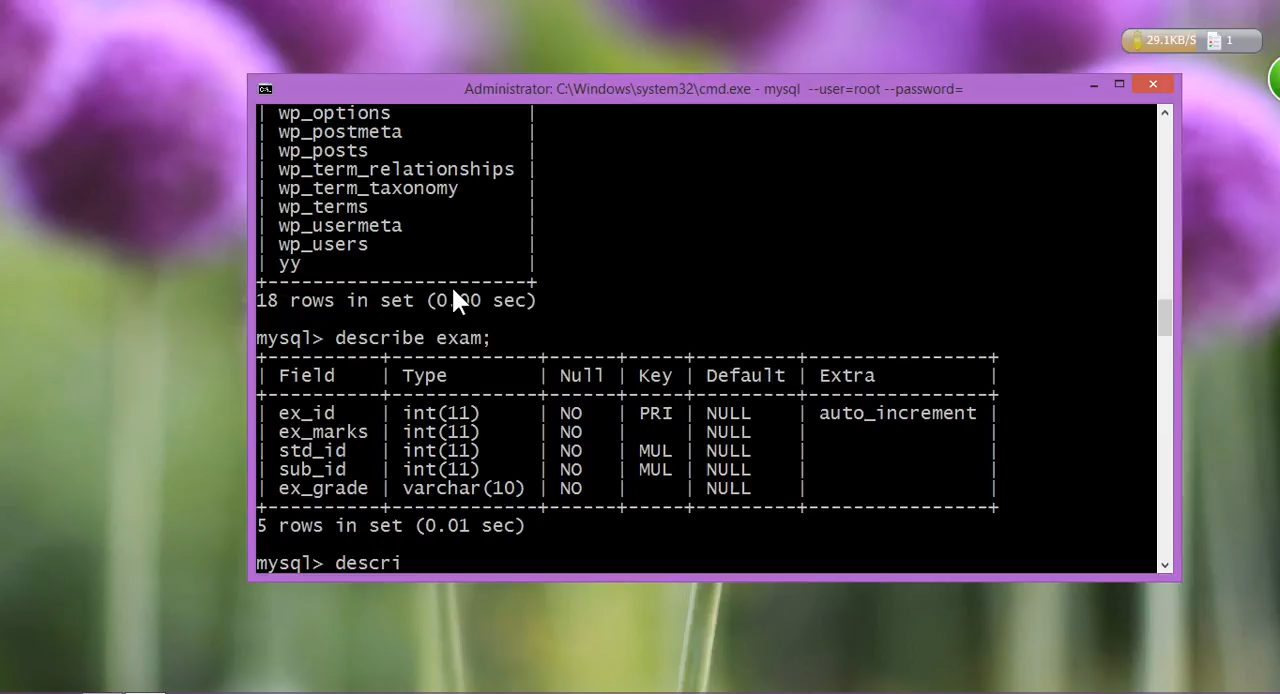 29.1KB/S 1
Administrator: C:\Windows\system32\cmd.exe - mysql --user=root --password=
| wp_options |
| wp_postmeta |
| wp_posts |
| wp_term_relationships |
| wp_term_taxonomy |
| wp_terms |
| wp_usermeta |
| wp_users |
| yy |
+-----------------------+
18 rows in set (0.00 sec)
mysql> describe exam;
+----------+-------------+------+-----+---------+----------------+
| Field | Type | Null | Key | Default | Extra |
+----------+-------------+------+-----+---------+----------------+
| ex_id | int(11) | NO | PRI | NULL | auto_increment |
| ex_marks | int(11) | NO | | NULL | |
| std_id | int(11) | NO | MUL | NULL | |
| sub_id | int(11) | NO | MUL | NULL | |
| ex_grade | varchar(10) | NO | | NULL | |
+----------+-------------+------+-----+---------+----------------+
5 rows in set (0.01 sec)
mysql> descri